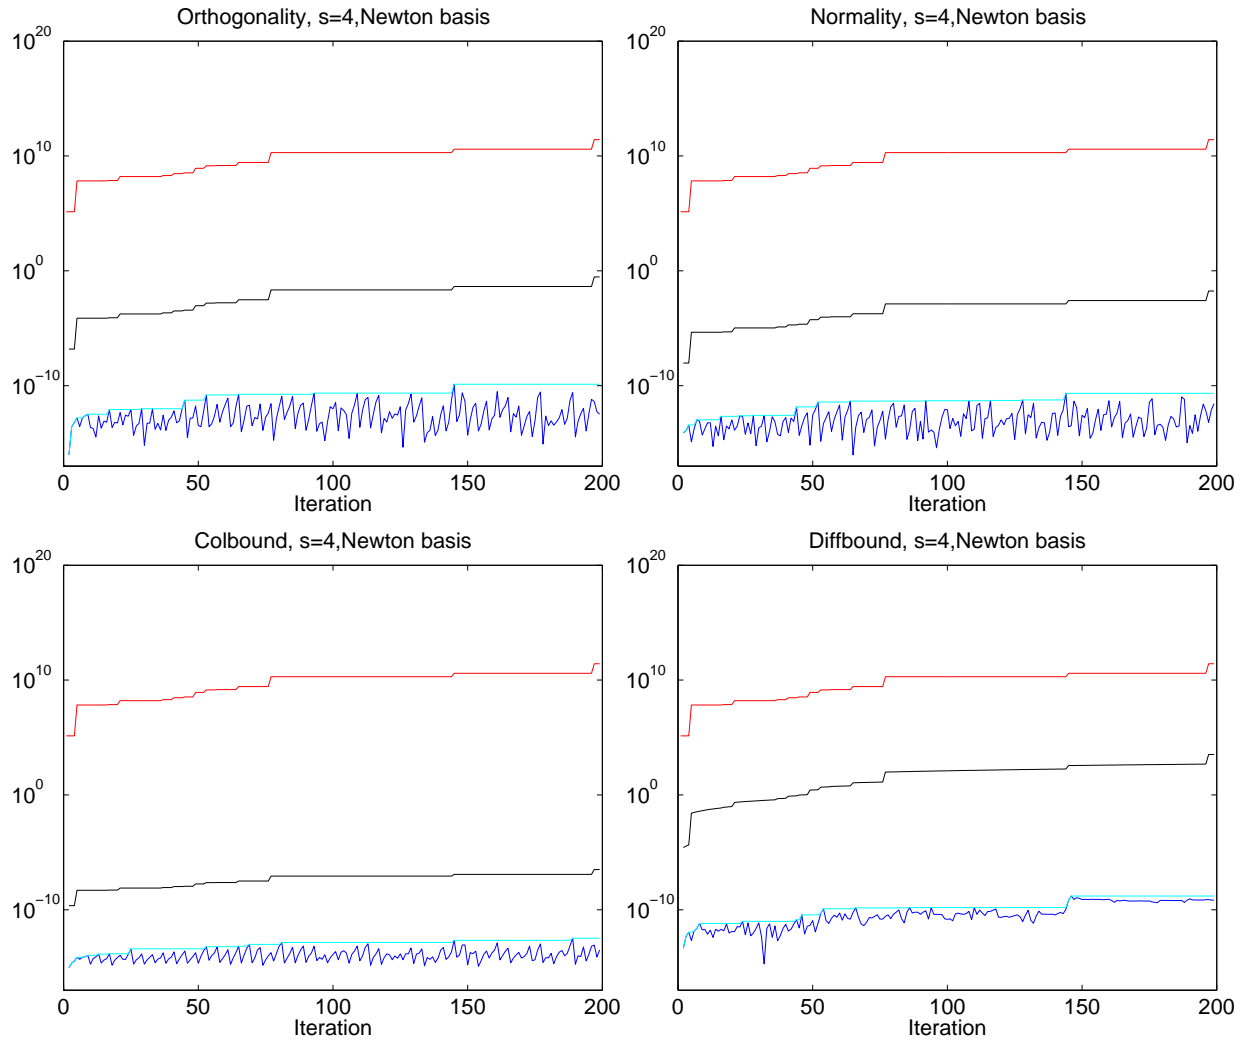 Orthogonality, s=4,Newton basis
10^20
10^10
10^0
10^-10
0 50 100 150 200
Iteration
Normality, s=4,Newton basis
10^20
10^10
10^0
10^-10
0 50 100 150 200
Iteration
Colbound, s=4,Newton basis
10^20
10^10
10^0
10^-10
0 50 100 150 200
Iteration
Diffbound, s=4,Newton basis
10^20
10^10
10^0
10^-10
0 50 100 150 200
Iteration